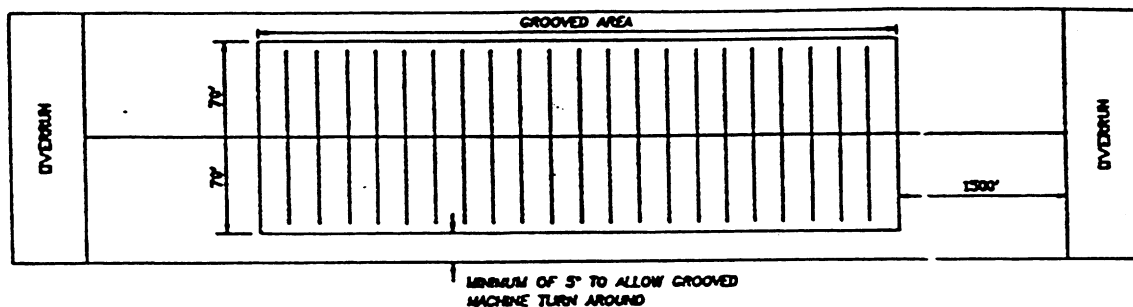 GROOVED AREA
OVERRUN
70'
70'
1500'
OVERRUN
MINIMUM OF 5' TO ALLOW GROOVED
MACHINE TURN AROUND